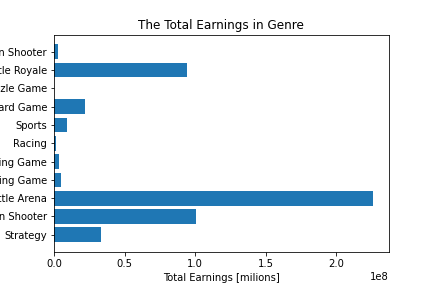 The Total Earnings in Genre
n Shooter
tle Royale
zle Game
ard Game
Sports
Racing
ing Game
ing Game
ttle Arena
n Shooter
Strategy
0.0 0.5 1.0 1.5 2.0
1e8
Total Earnings [milions]